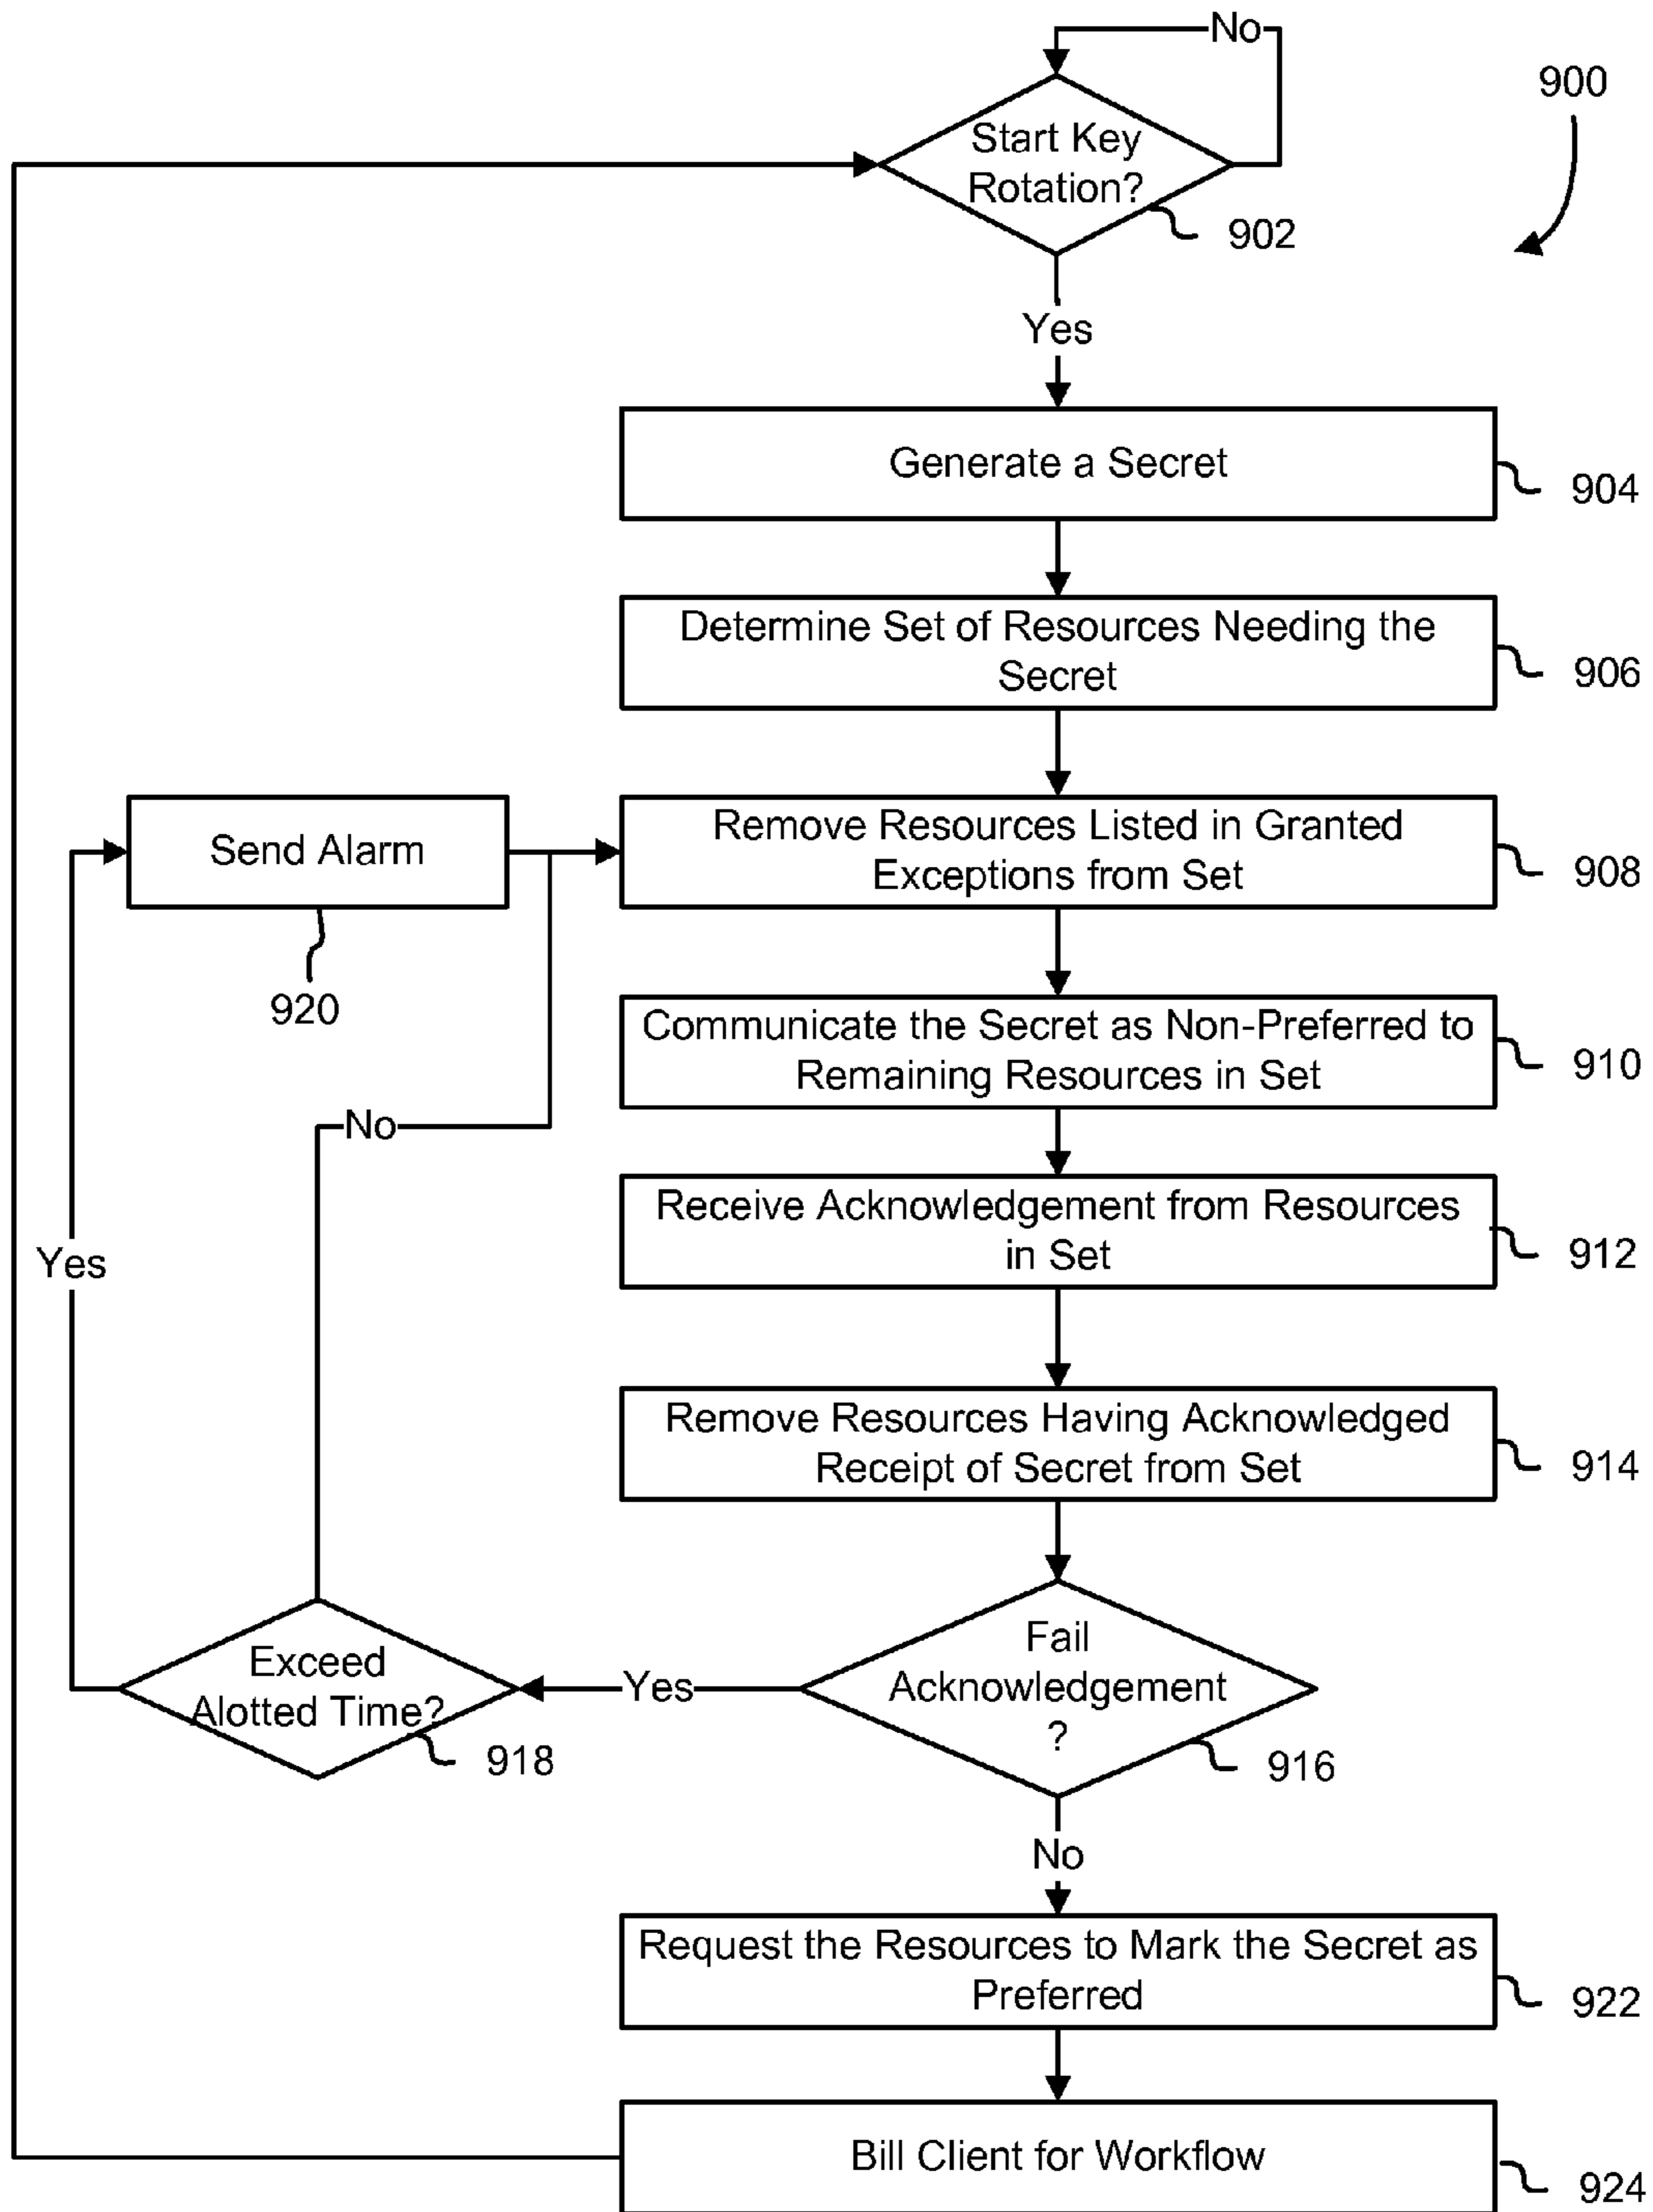 No
900
Start Key
Rotation?
902
Yes
Generate a Secret
904
Determine Set of Resources Needing the
Secret
906
Send Alarm
920
Remove Resources Listed in Granted
Exceptions from Set
908
Communicate the Secret as Non-Preferred to
Remaining Resources in Set
910
No
Receive Acknowledgement from Resources
in Set
912
Yes
Remove Resources Having Acknowledged
Receipt of Secret from Set
914
Fail
Acknowledgement
?
916
Yes
Exceed
Alotted Time?
918
No
Request the Resources to Mark the Secret as
Preferred
922
Bill Client for Workflow
924